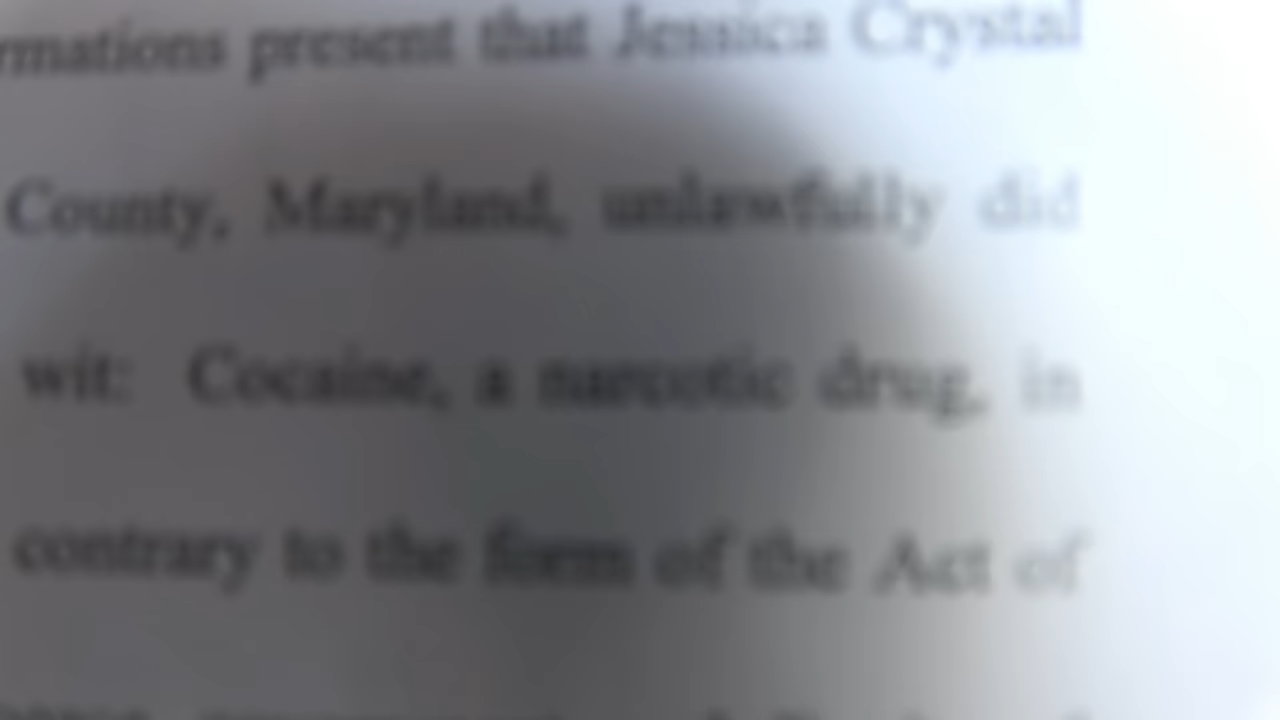 rmations present that Jessica Crystal
County, Maryland, unlawfully did
wit: Cocaine, a narcotic drug, in
contrary to the form of the Act of